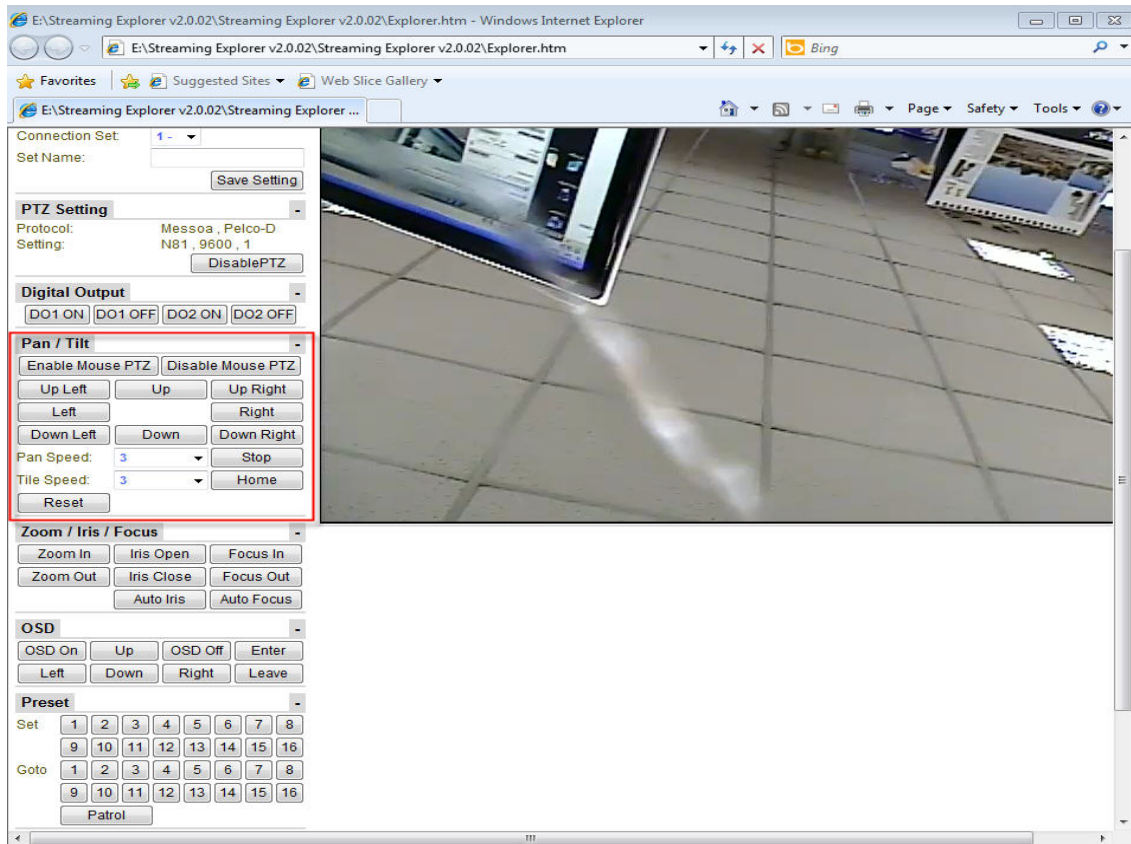 E:\Streaming Explorer v2.0.02\Streaming Explorer v2.0.02\Explorer.htm - Windows Internet Explorer
E:\Streaming Explorer v2.0.02\Streaming Explorer v2.0.02\Explorer.htm Bing
Favorites Suggested Sites Web Slice Gallery
E:\Streaming Explorer v2.0.02\Streaming Explorer ... Page Safety Tools
Connection Set: 1 -
Set Name:
Save Setting
PTZ Setting -
Protocol: Messoa , Pelco-D
Setting: N81 , 9600 , 1
DisablePTZ
Digital Output -
DO1 ON DO1 OFF DO2 ON DO2 OFF
Pan / Tilt -
Enable Mouse PTZ Disable Mouse PTZ
Up Left Up Up Right
Left Right
Down Left Down Down Right
Pan Speed: 3 Stop
Tile Speed: 3 Home
Reset
Zoom / Iris / Focus -
Zoom In Iris Open Focus In
Zoom Out Iris Close Focus Out
Auto Iris Auto Focus
OSD -
OSD On Up OSD Off Enter
Left Down Right Leave
Preset -
Set 1 2 3 4 5 6 7 8
9 10 11 12 13 14 15 16
Goto 1 2 3 4 5 6 7 8
9 10 11 12 13 14 15 16
Patrol